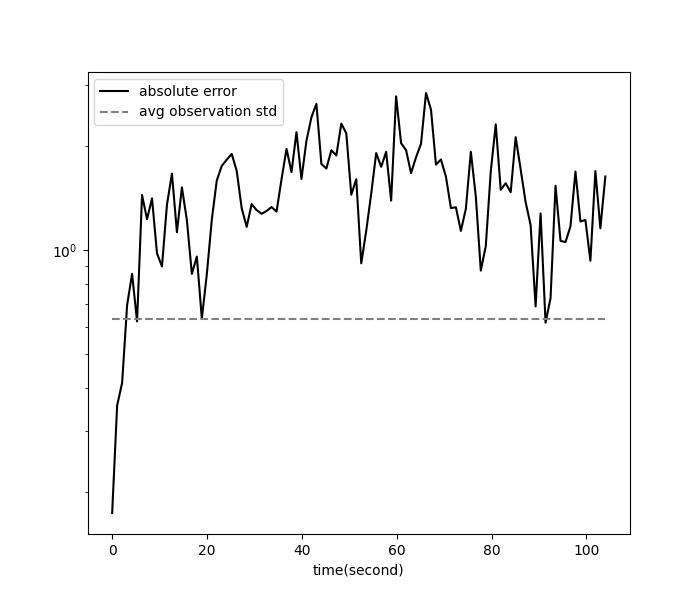 absolute error
avg observation std
10⁰
0 20 40 60 80 100
time(second)